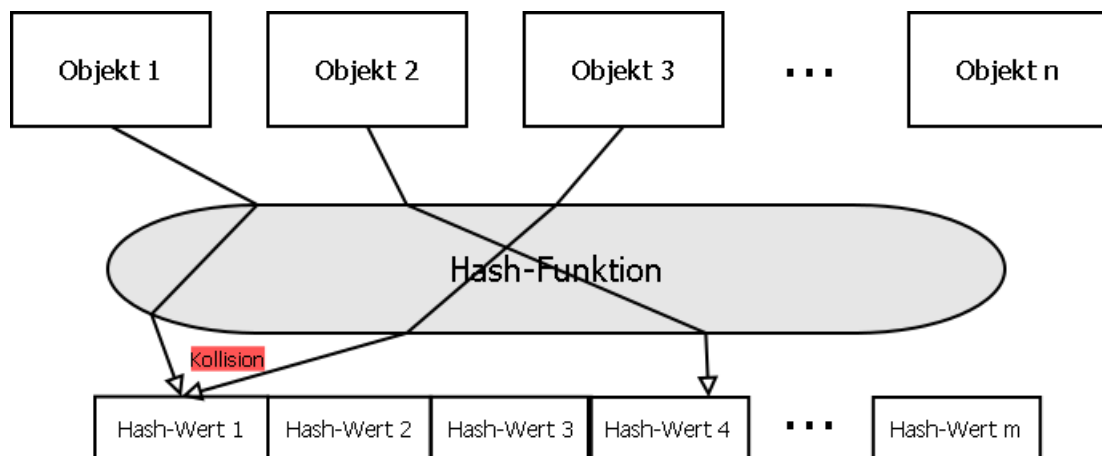 Objekt 1
Objekt 2
Objekt 3
...
Objekt n
Hash-Funktion
Kollision
Hash-Wert 1
Hash-Wert 2
Hash-Wert 3
Hash-Wert 4
...
Hash-Wert m